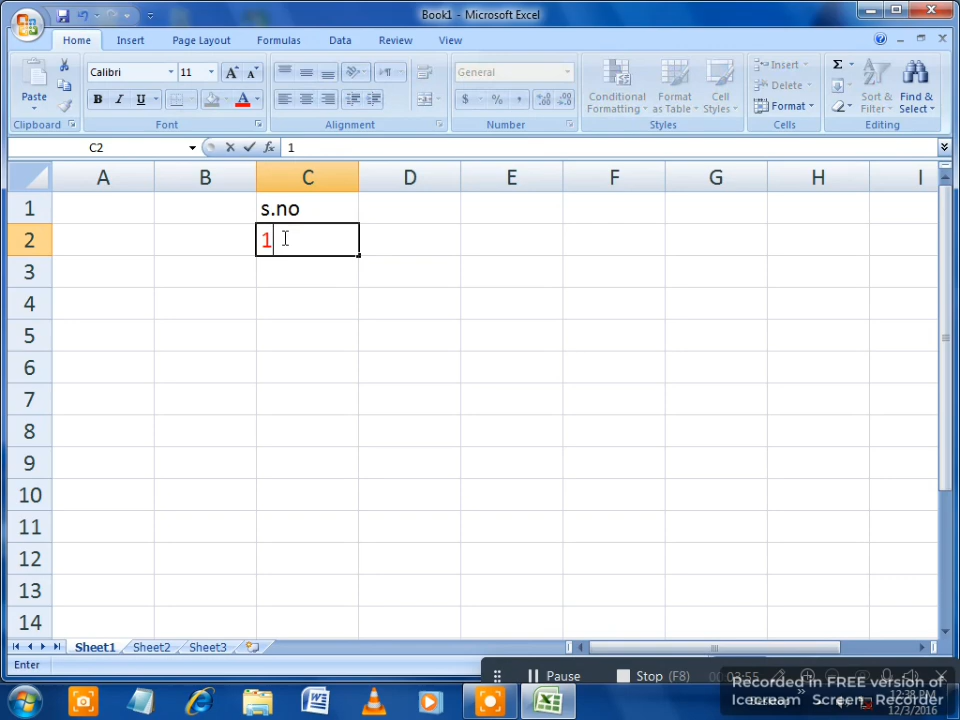 Book1 - Microsoft Excel
Home Insert Page Layout Formulas Data Review View
Paste
Calibri 11 A A
B I U A
General
$ % ,
Conditional Formatting
Format as Table
Cell Styles
Insert
Delete
Format
Σ
Sort & Filter
Find & Select
Clipboard Font Alignment Number Styles Cells Editing
C2 fx 1
A B C D E F G H I
1 s.no
2 1
3
4
5
6
7
8
9
10
11
12
13
14
Sheet1 Sheet2 Sheet3
Enter
Pause Stop (F8)
Recorded in FREE version of
Icecream Screen Recorder
12/3/2016